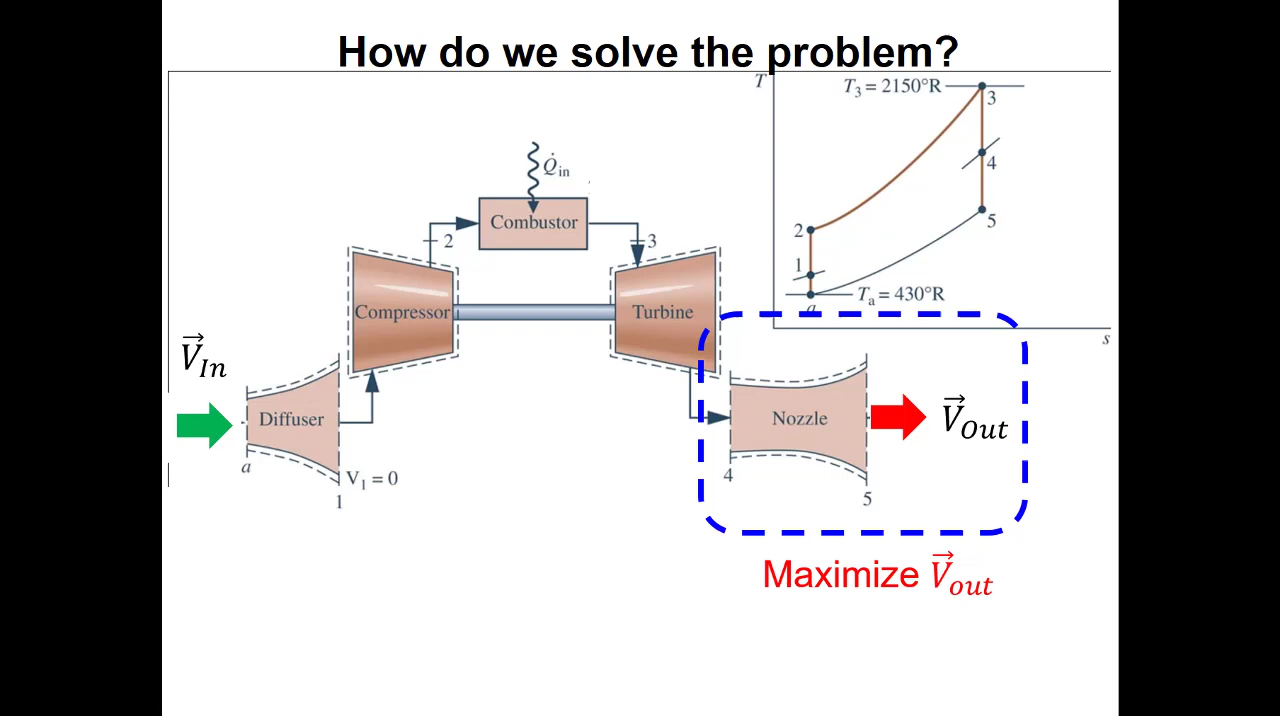 How do we solve the problem?
T
T₃ = 2150°R
3
4
5
2
1
Tₐ = 430°R
a
s
Q̇in
Combustor
2
3
Compressor
Turbine
V⃗In
Diffuser
a
V₁ = 0
1
Nozzle
V⃗Out
4
5
Maximize V⃗out